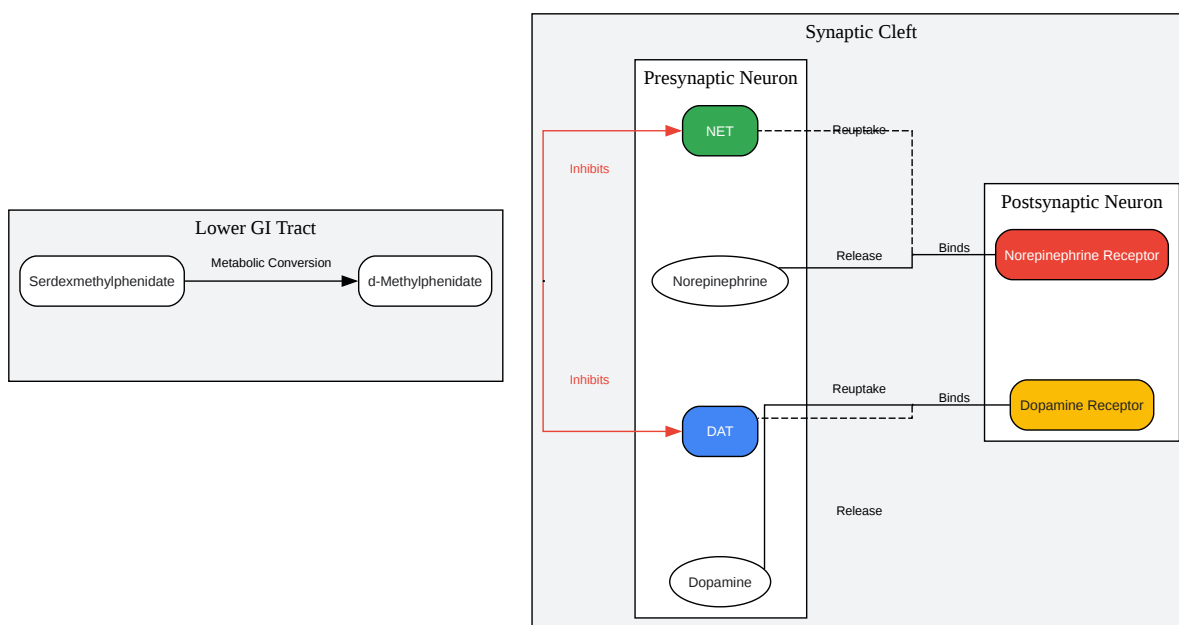 Synaptic Cleft
Presynaptic Neuron
NET
Reuptake
Inhibits
Postsynaptic Neuron
Lower GI Tract
Metabolic Conversion
Release
Binds
Norepinephrine Receptor
Serdexmethylphenidate
d-Methylphenidate
Norepinephrine
Inhibits
Reuptake
Binds
Dopamine Receptor
DAT
Release
Dopamine